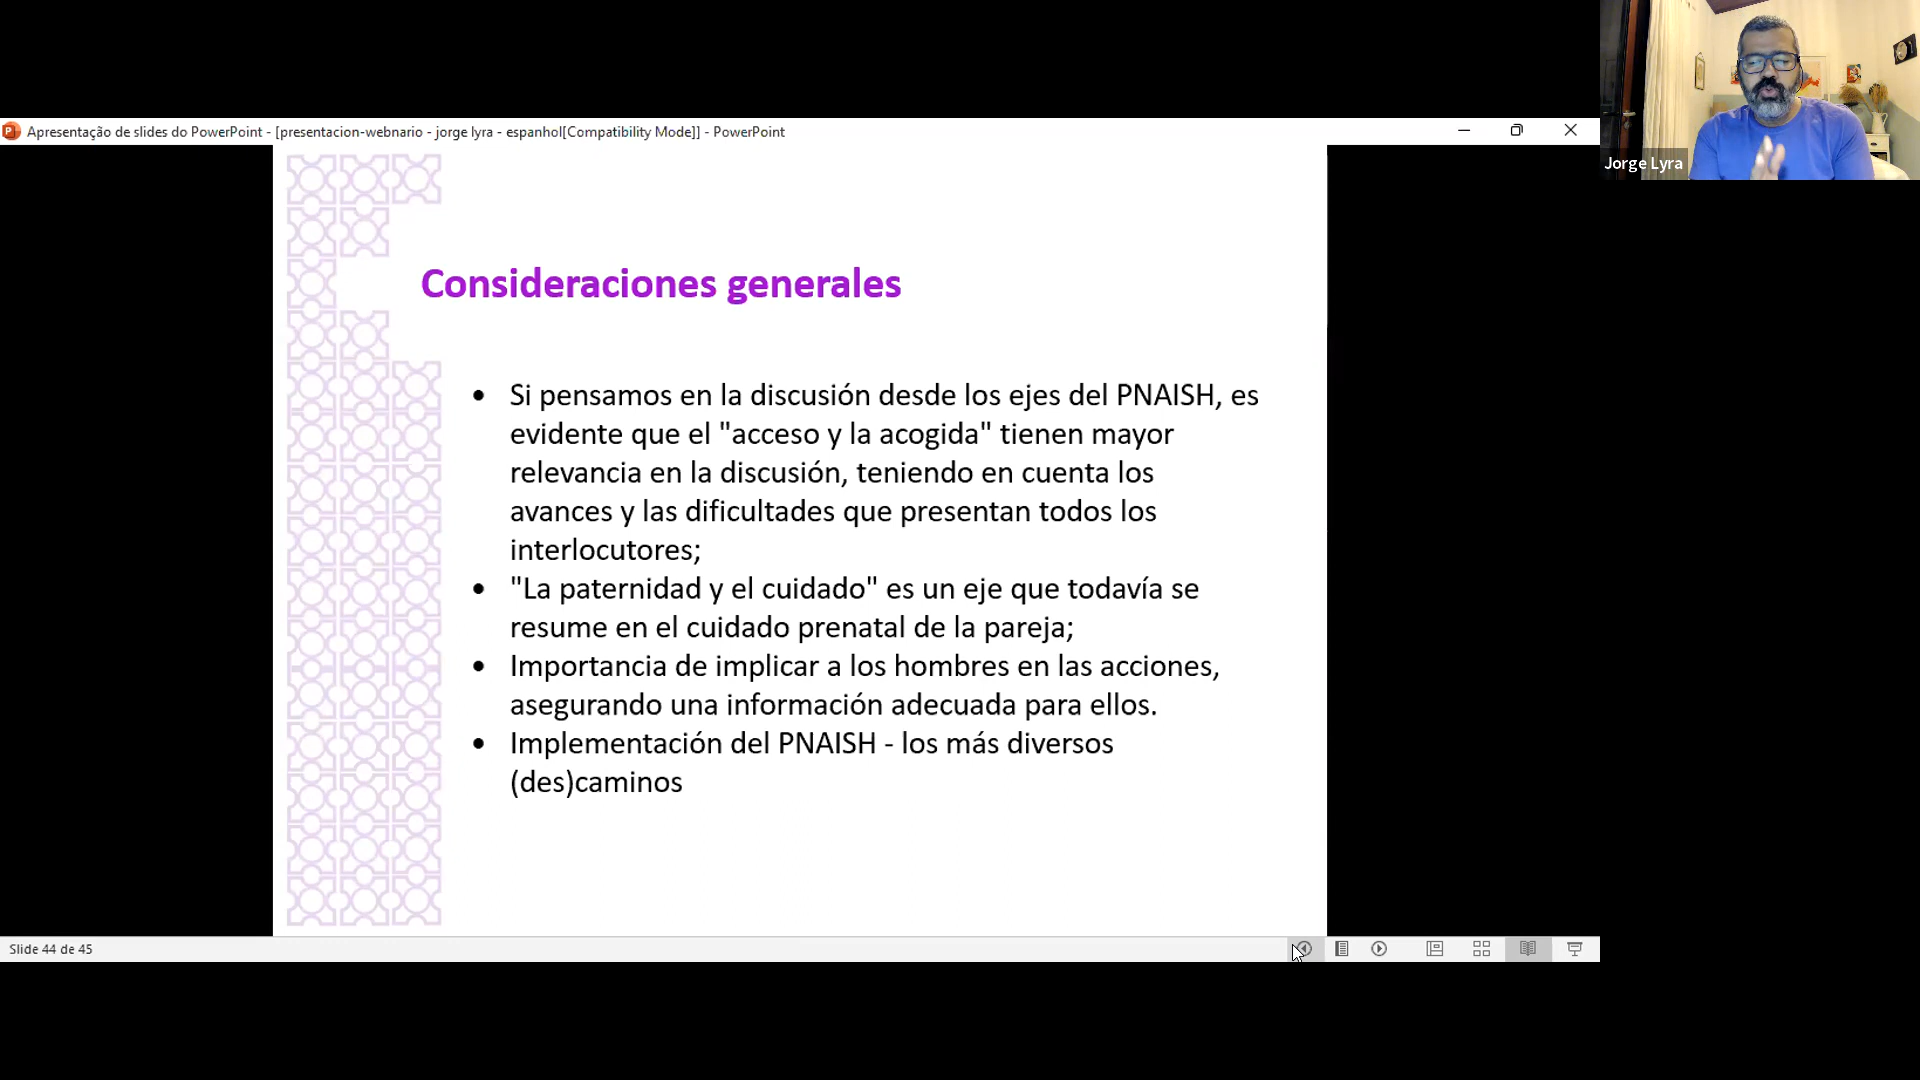 Apresentação de slides do PowerPoint - [presentacion-webnario - jorge lyra - espanhol[Compatibility Mode]] - PowerPoint
Jorge Lyra
Consideraciones generales
• Si pensamos en la discusión desde los ejes del PNAISH, es
evidente que el "acceso y la acogida" tienen mayor
relevancia en la discusión, teniendo en cuenta los
avances y las dificultades que presentan todos los
interlocutores;
• "La paternidad y el cuidado" es un eje que todavía se
resume en el cuidado prenatal de la pareja;
• Importancia de implicar a los hombres en las acciones,
asegurando una información adecuada para ellos.
• Implementación del PNAISH - los más diversos
(des)caminos
Slide 44 de 45